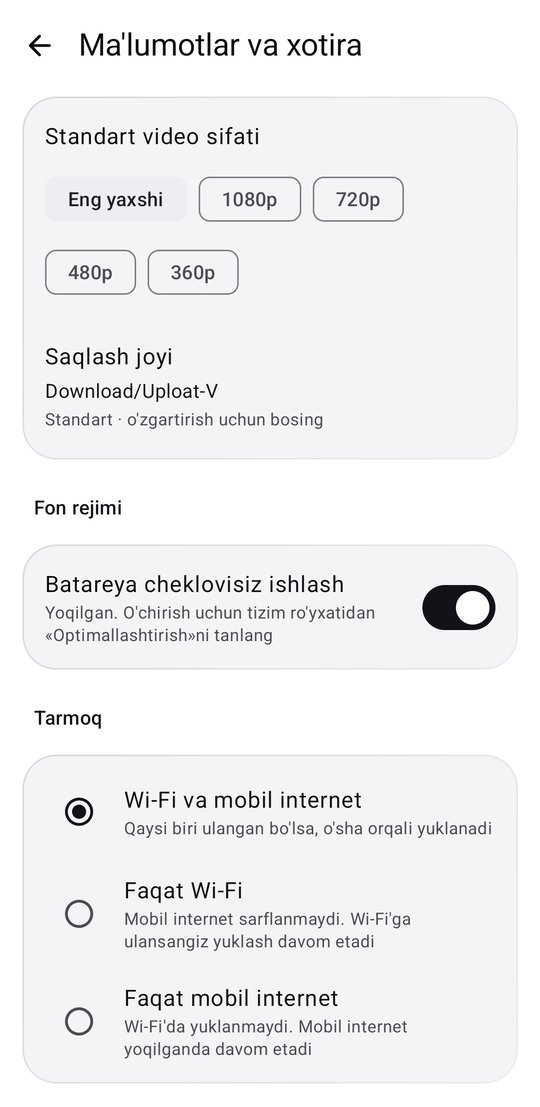 Ma'lumotlar va xotira
Standart video sifati
Eng yaxshi 1080p 720p
480p 360p
Saqlash joyi
Download/Uploat-V
Standart · o'zgartirish uchun bosing
Fon rejimi
Batareya cheklovisiz ishlash
Yoqilgan. O'chirish uchun tizim ro'yxatidan
«Optimallashtirish»ni tanlang
Tarmoq
Wi-Fi va mobil internet
Qaysi biri ulangan bo'lsa, o'sha orqali yuklanadi
Faqat Wi-Fi
Mobil internet sarflanmaydi. Wi-Fi'ga
ulansangiz yuklash davom etadi
Faqat mobil internet
Wi-Fi'da yuklanmaydi. Mobil internet
yoqilganda davom etadi